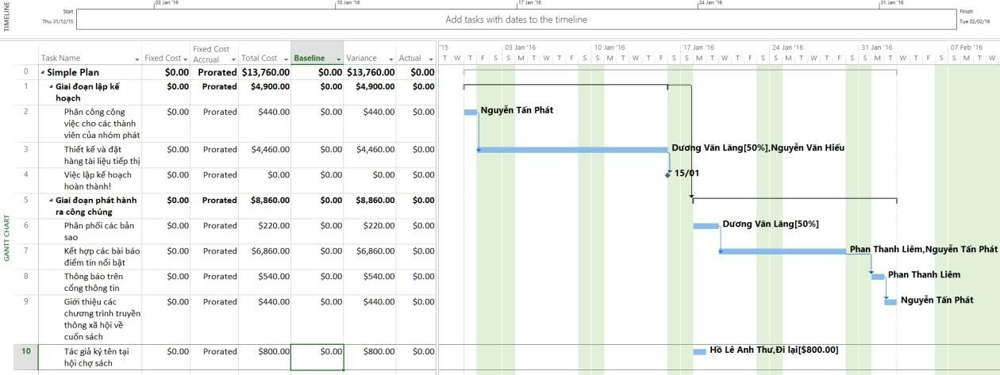 TIMELINE
03 Jan '16 10 Jan '16 17 Jan '16 24 Jan '16 31 Jan '16
Start
Thu 31/12/15
Add tasks with dates to the timeline
Finish
Tue 02/02/16
GANTT CHART
Task Name Fixed Cost Fixed Cost Accrual Total Cost Baseline Variance Actual
'15 03 Jan '16 10 Jan '16 17 Jan '16 24 Jan '16 31 Jan '16 07 Feb '16
T W T F S S M T W T F S S M T W T F S S M T W T F S S M T W T F S S M T W T F S S M T W
0 Simple Plan $0.00 Prorated $13,760.00 $0.00 $13,760.00 $0.00
1 Giai đoạn lập kế $0.00 Prorated $4,900.00 $0.00 $4,900.00 $0.00
hoạch
2 Phân công công $0.00 Prorated $440.00 $0.00 $440.00 $0.00 Nguyễn Tấn Phát
việc cho các thành
viên của nhóm phát
3 Thiết kế và đặt $0.00 Prorated $4,460.00 $0.00 $4,460.00 $0.00 Dương Văn Lăng[50%],Nguyễn Văn Hiếu
hàng tài liệu tiếp thị
4 Việc lập kế hoạch $0.00 Prorated $0.00 $0.00 $0.00 $0.00 15/01
hoàn thành!
5 Giai đoạn phát hành $0.00 Prorated $8,860.00 $0.00 $8,860.00 $0.00
ra công chúng
6 Phân phối các bản $0.00 Prorated $220.00 $0.00 $220.00 $0.00 Dương Văn Lăng[50%]
sao
7 Kết hợp các bài báo $0.00 Prorated $6,860.00 $0.00 $6,860.00 $0.00 Phan Thanh Liêm,Nguyễn Tấn Phát
điểm tin nổi bật
8 Thông báo trên $0.00 Prorated $540.00 $0.00 $540.00 $0.00 Phan Thanh Liêm
cổng thông tin
9 Giới thiệu các $0.00 Prorated $440.00 $0.00 $440.00 $0.00 Nguyễn Tấn Phát
chương trình truyền
thông xã hội về
cuốn sách
10 Tác giả ký tên tại $0.00 Prorated $800.00 $0.00 $800.00 $0.00 Hồ Lê Anh Thư,Đi lại[$800.00]
hội chợ sách